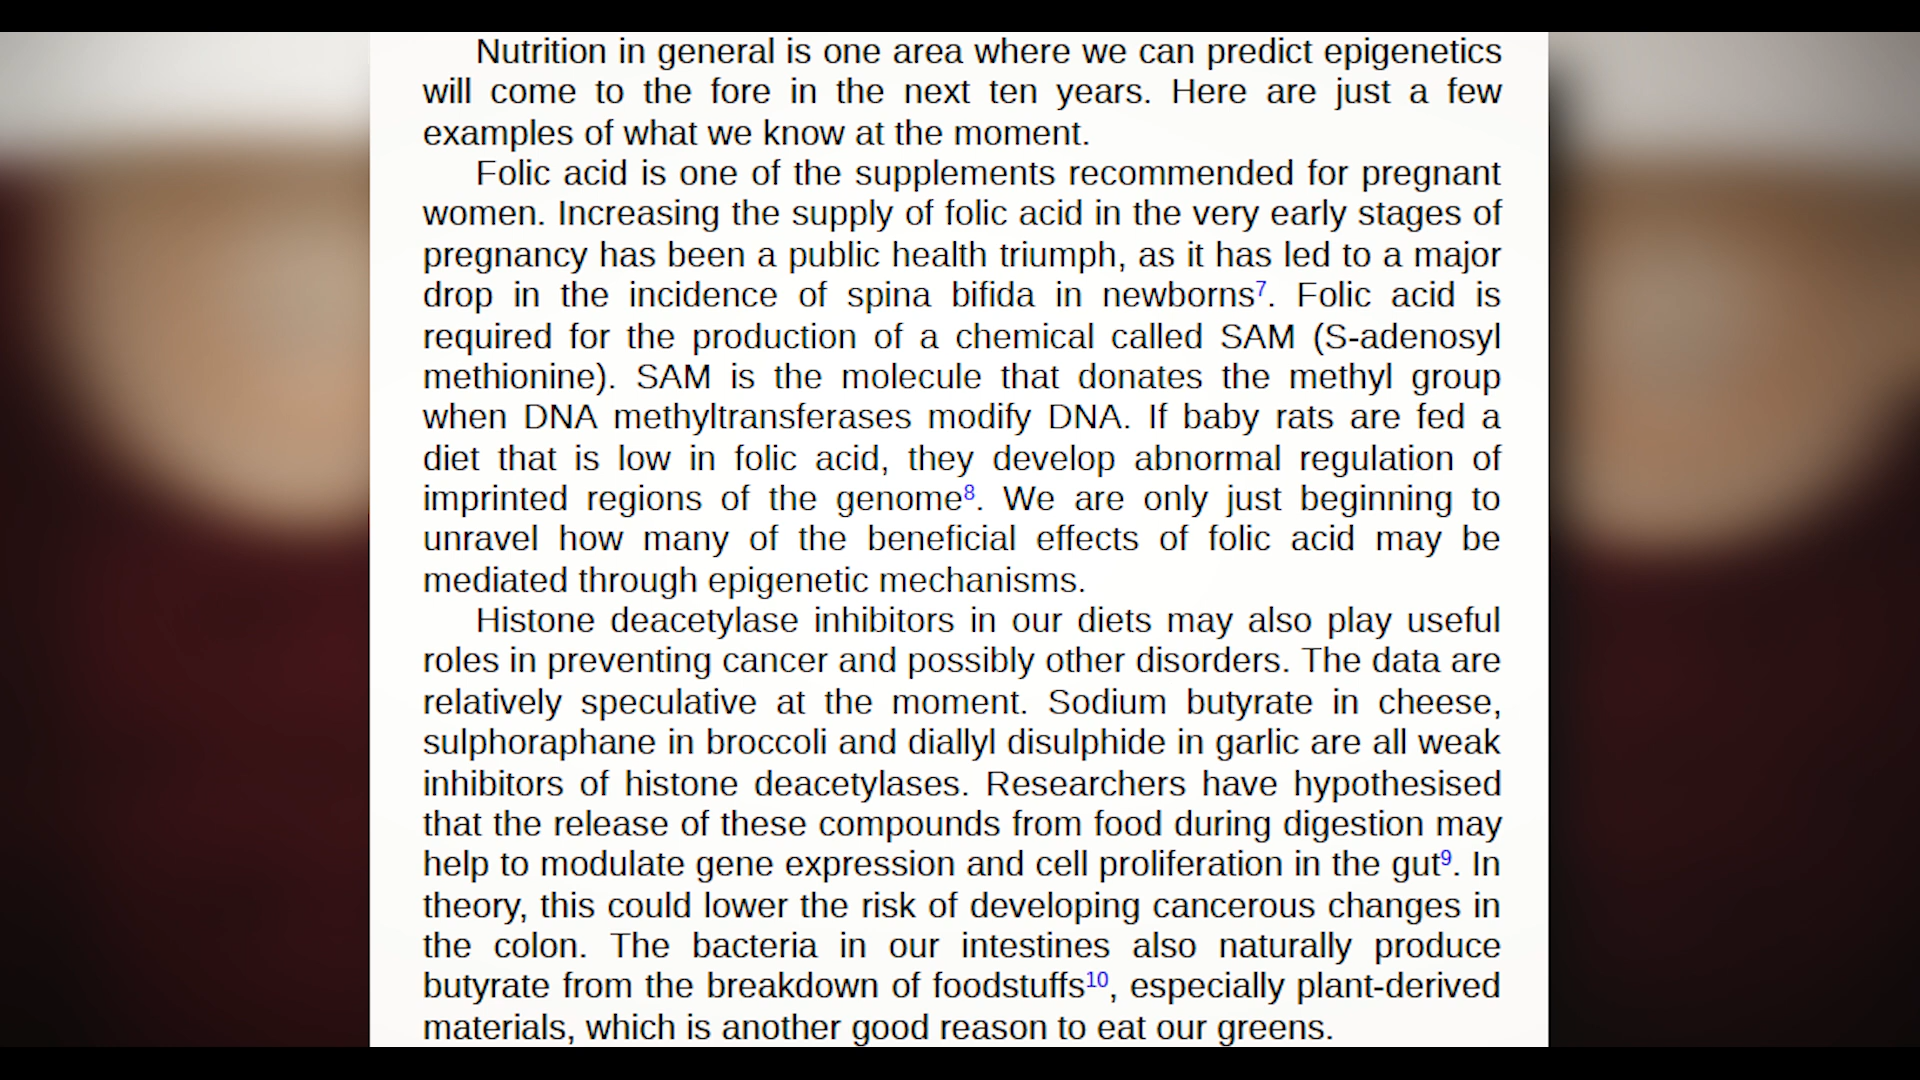 Nutrition in general is one area where we can predict epigenetics
will come to the fore in the next ten years. Here are just a few
examples of what we know at the moment.
Folic acid is one of the supplements recommended for pregnant
women. Increasing the supply of folic acid in the very early stages of
pregnancy has been a public health triumph, as it has led to a major
drop in the incidence of spina bifida in newborns7. Folic acid is
required for the production of a chemical called SAM (S-adenosyl
methionine). SAM is the molecule that donates the methyl group
when DNA methyltransferases modify DNA. If baby rats are fed a
diet that is low in folic acid, they develop abnormal regulation of
imprinted regions of the genome8. We are only just beginning to
unravel how many of the beneficial effects of folic acid may be
mediated through epigenetic mechanisms.
Histone deacetylase inhibitors in our diets may also play useful
roles in preventing cancer and possibly other disorders. The data are
relatively speculative at the moment. Sodium butyrate in cheese,
sulphoraphane in broccoli and diallyl disulphide in garlic are all weak
inhibitors of histone deacetylases. Researchers have hypothesised
that the release of these compounds from food during digestion may
help to modulate gene expression and cell proliferation in the gut9. In
theory, this could lower the risk of developing cancerous changes in
the colon. The bacteria in our intestines also naturally produce
butyrate from the breakdown of foodstuffs10, especially plant-derived
materials, which is another good reason to eat our greens.